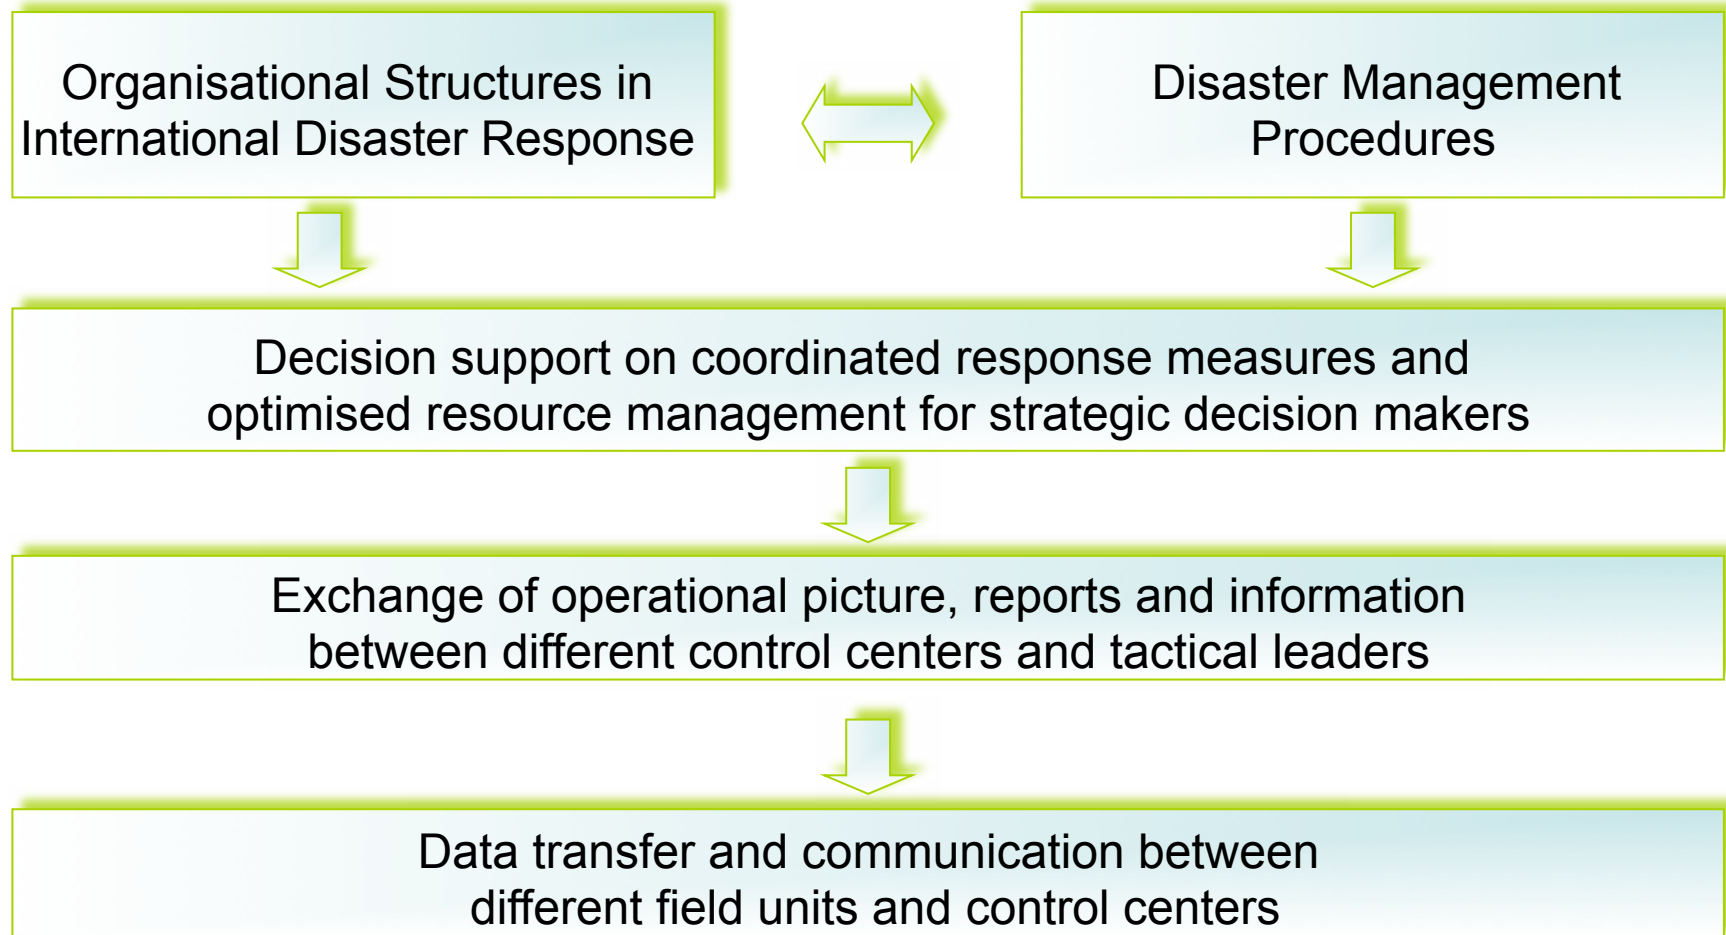 Organisational Structures in
International Disaster Response
Disaster Management
Procedures
Decision support on coordinated response measures and
optimised resource management for strategic decision makers
Exchange of operational picture, reports and information
between different control centers and tactical leaders
Data transfer and communication between
different field units and control centers